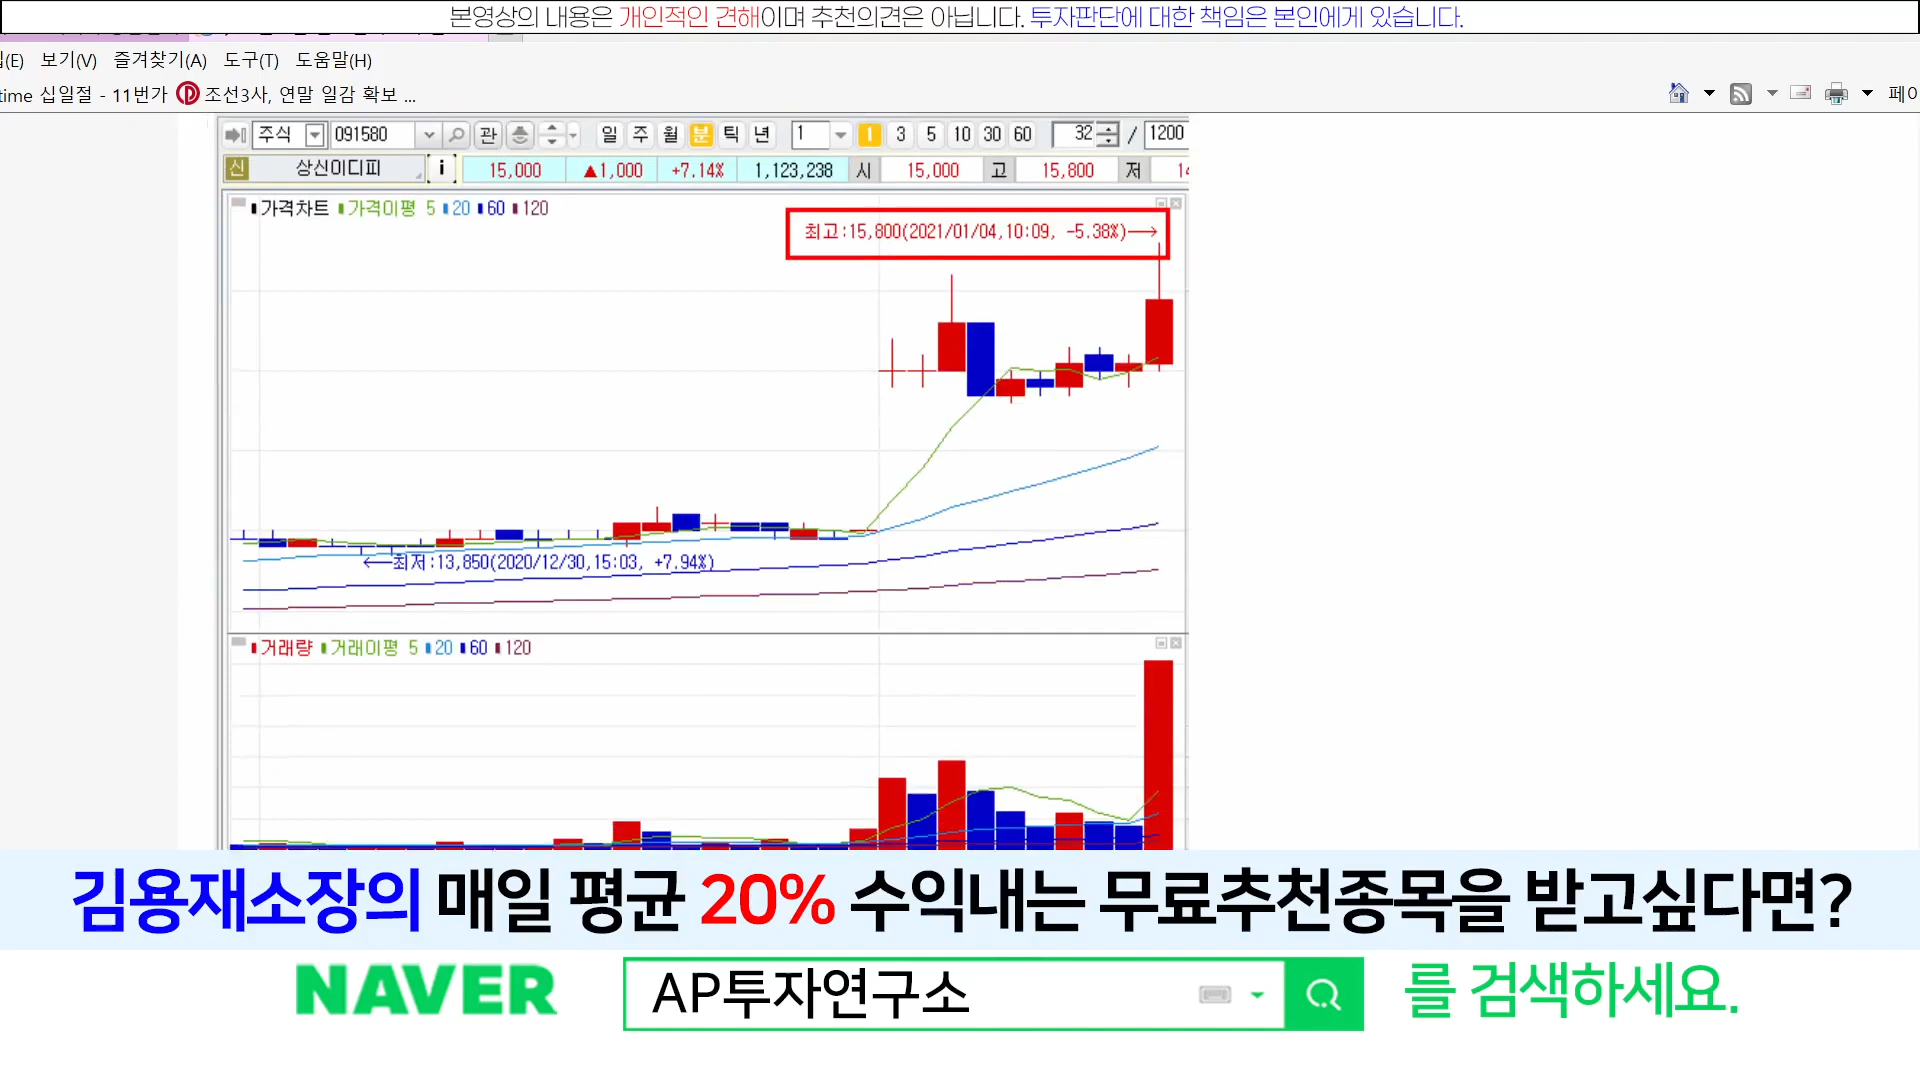 본영상의 내용은 개인적인 견해이며 추천의견은 아닙니다. 투자판단에 대한 책임은 본인에게 있습니다.
(E) 보기(V) 즐겨찾기(A) 도구(T) 도움말(H)
time 십일절 - 11번가 조선3사, 연말 일감 확보 ...
주식 091580 관 일 주 월 분 틱 년 1 1 3 5 10 30 60 32 / 1200
신 상신이디피 i 15,000 ▲1,000 +7.14% 1,123,238 시 15,000 고 15,800 저
가격차트 가격이평 5 20 60 120
최고:15,800(2021/01/04,10:09, -5.38%)→
←최저:13,850(2020/12/30,15:03, +7.94%)
거래량 거래이평 5 20 60 120
김용재소장의 매일 평균 20% 수익내는 무료추천종목을 받고싶다면?
NAVER AP투자연구소 를 검색하세요.